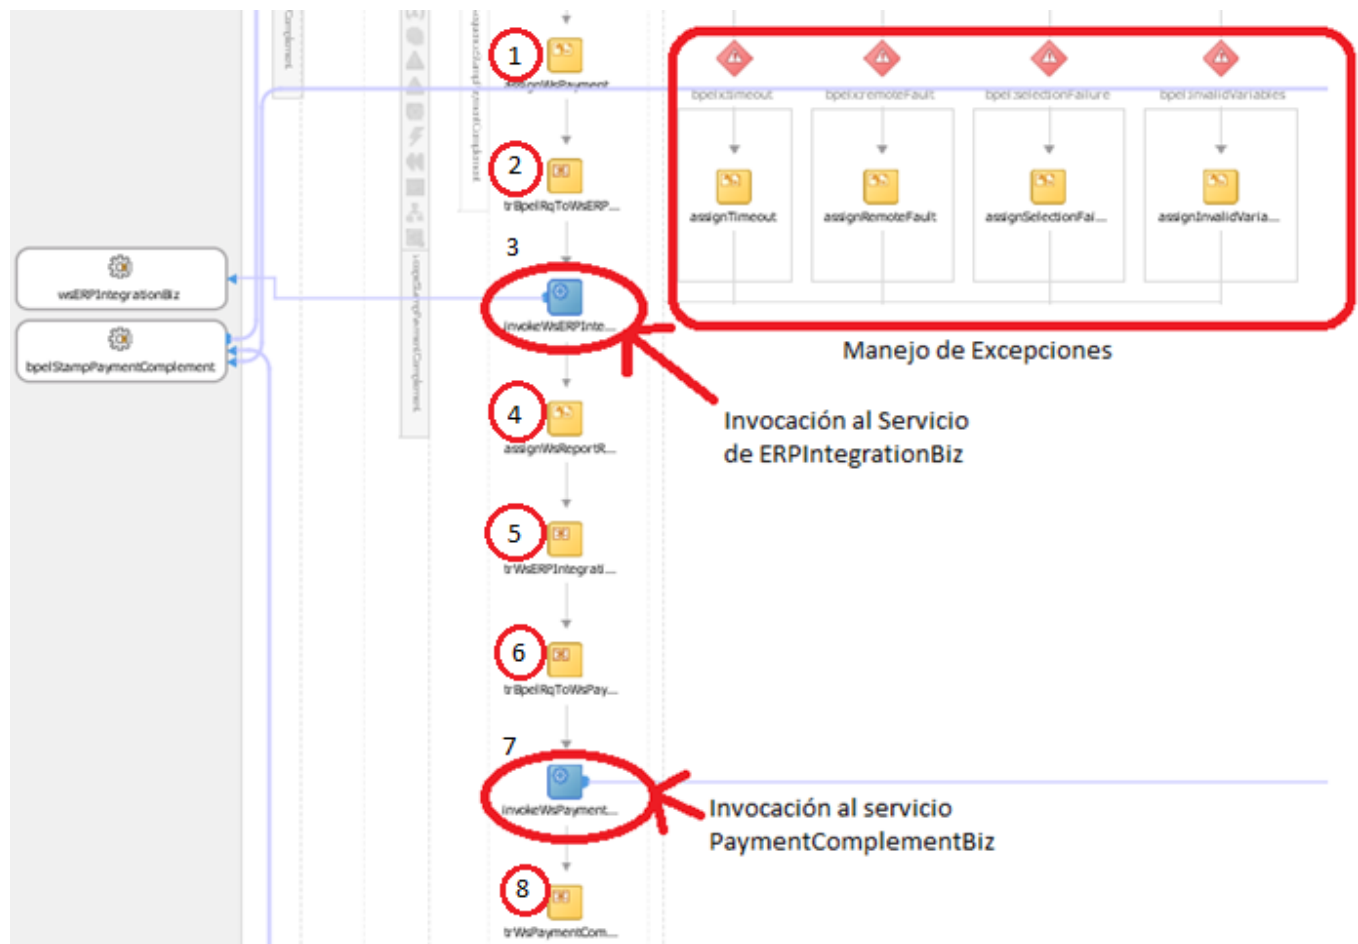 1
assignWsPayment
bpelx:timeout
bpelx:remoteFault
bpel:selectionFailure
bpel:invalidVariables
2
trBpelRqToWsERP...
assignTimeout
assignRemoteFault
assignSelectionFai...
assignInvalidVaria...
3
wsERPIntegrationBiz
invokeWsERPInte...
bpelStampPaymentComplement
Manejo de Excepciones
Invocación al Servicio
de ERPIntegrationBiz
4
assignWsReportR...
5
trWsERPIntegrati...
6
trBpelRqToWsPay...
7
invokeWsPayment...
Invocación al servicio
PaymentComplementBiz
8
trWsPaymentCom...